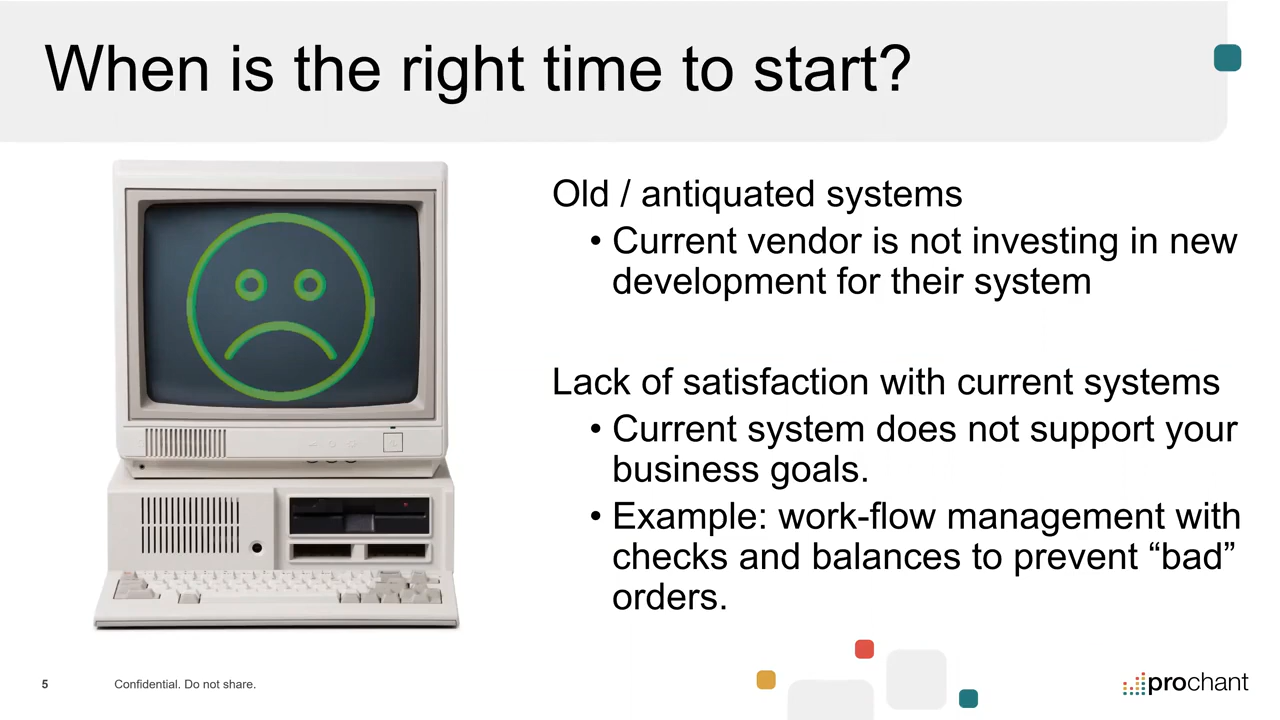 When is the right time to start?
Old / antiquated systems
• Current vendor is not investing in new
development for their system
Lack of satisfaction with current systems
• Current system does not support your
business goals.
• Example: work-flow management with
checks and balances to prevent “bad”
orders.
5
Confidential. Do not share.
prochant